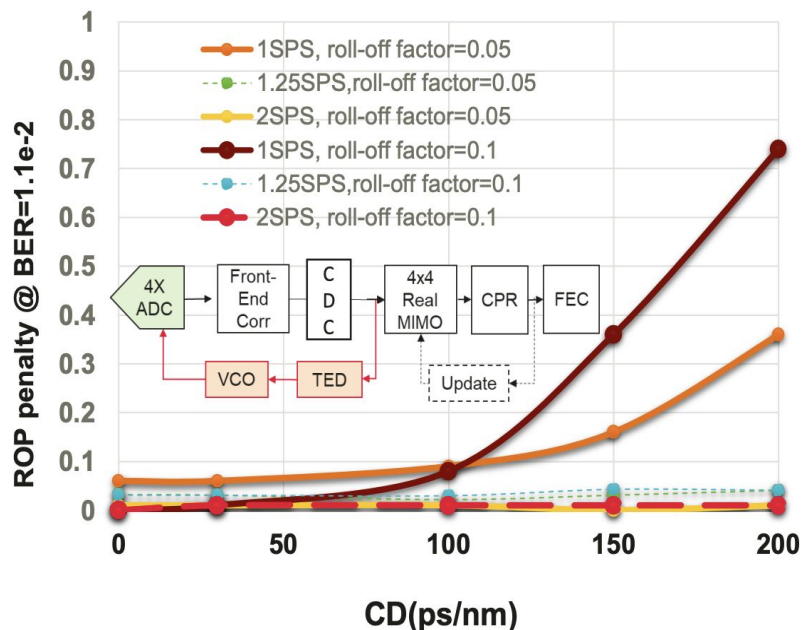 1
0.9
0.8
0.7
0.6
0.5
0.4
0.3
0.2
0.1
0
ROP penalty @ BER=1.1e-2
1SPS, roll-off factor=0.05
1.25SPS,roll-off factor=0.05
2SPS, roll-off factor=0.05
1SPS, roll-off factor=0.1
1.25SPS,roll-off factor=0.1
2SPS, roll-off factor=0.1
4X
ADC
Front-
End
Corr
C
D
C
4x4
Real
MIMO
CPR
FEC
VCO
TED
Update
0
50
100
150
200
CD(ps/nm)